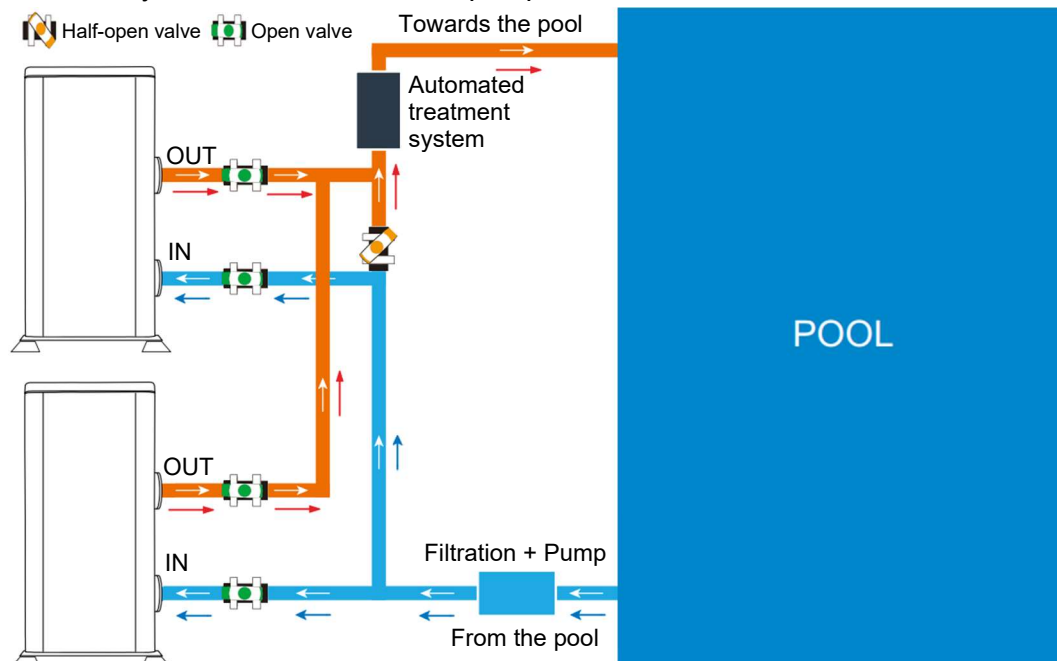 Half-open valve
Open valve
Towards the pool
Automated
treatment
system
OUT
IN
POOL
OUT
IN
Filtration + Pump
From the pool